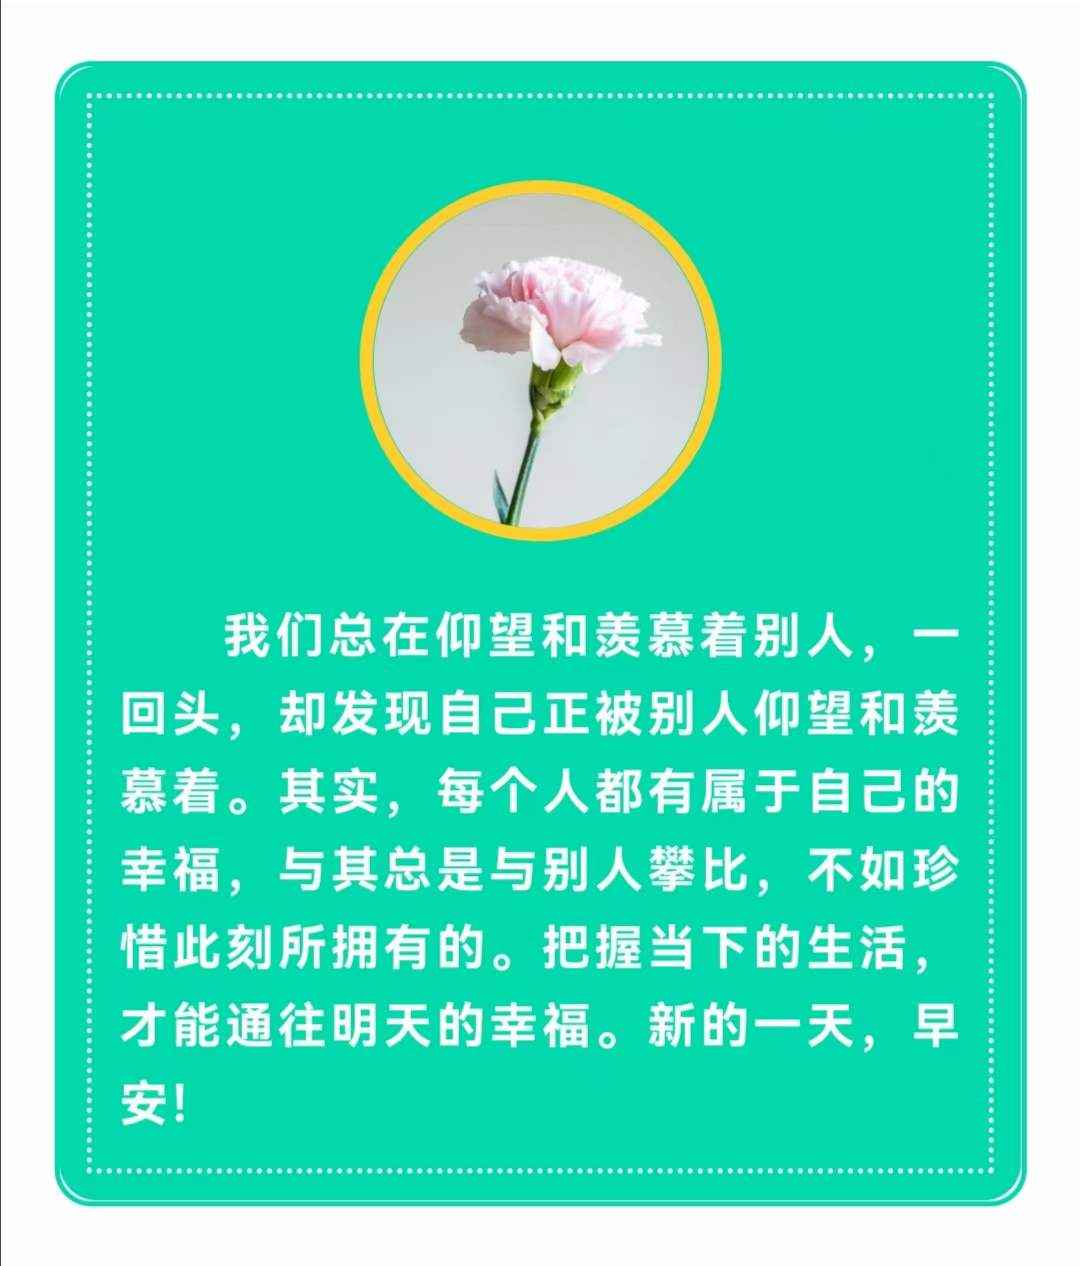 我们总在仰望和羡慕着别人，一
回头，却发现自己正被别人仰望和羡
慕着。其实，每个人都有属于自己的
幸福，与其总是与别人攀比，不如珍
惜此刻所拥有的。把握当下的生活，
才能通往明天的幸福。新的一天，早
安!